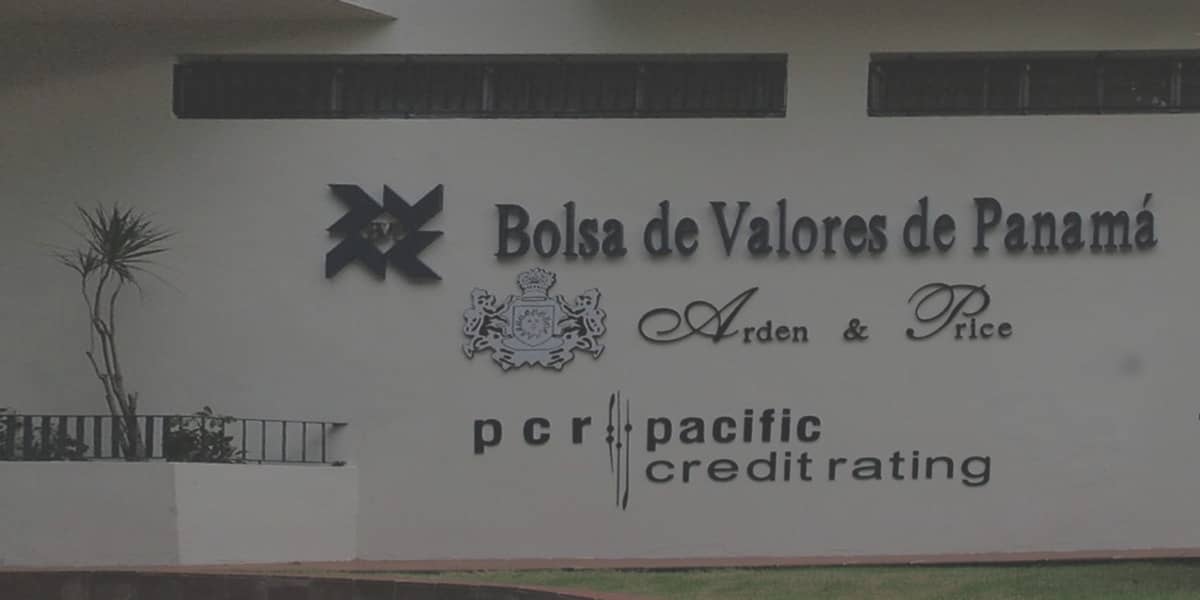 Bolsa de Valores de Panamá
Arden & Price
pcr pacific
credit rating